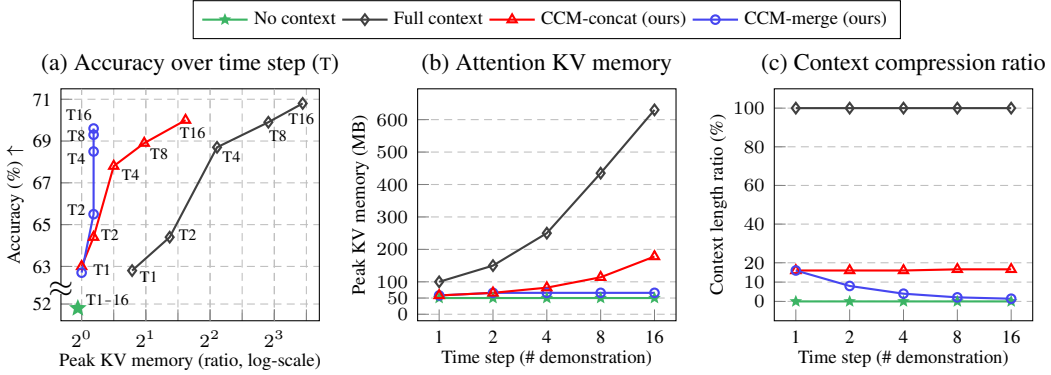 No context Full context CCM-concat (ours) CCM-merge (ours)
(a) Accuracy over time step (T)
71
69
67
65
63
52
Accuracy (%) ↑
T16
T8
T4
T2
T1
T1–16
T2
T4
T8
T16
T1
T2
T4
T8
T16
2^0 2^1 2^2 2^3
Peak KV memory (ratio, log-scale)
(b) Attention KV memory
600
500
400
300
200
100
50
0
Peak KV memory (MB)
1 2 4 8 16
Time step (# demonstration)
(c) Context compression ratio
100
80
60
40
20
10
0
Context length ratio (%)
1 2 4 8 16
Time step (# demonstration)